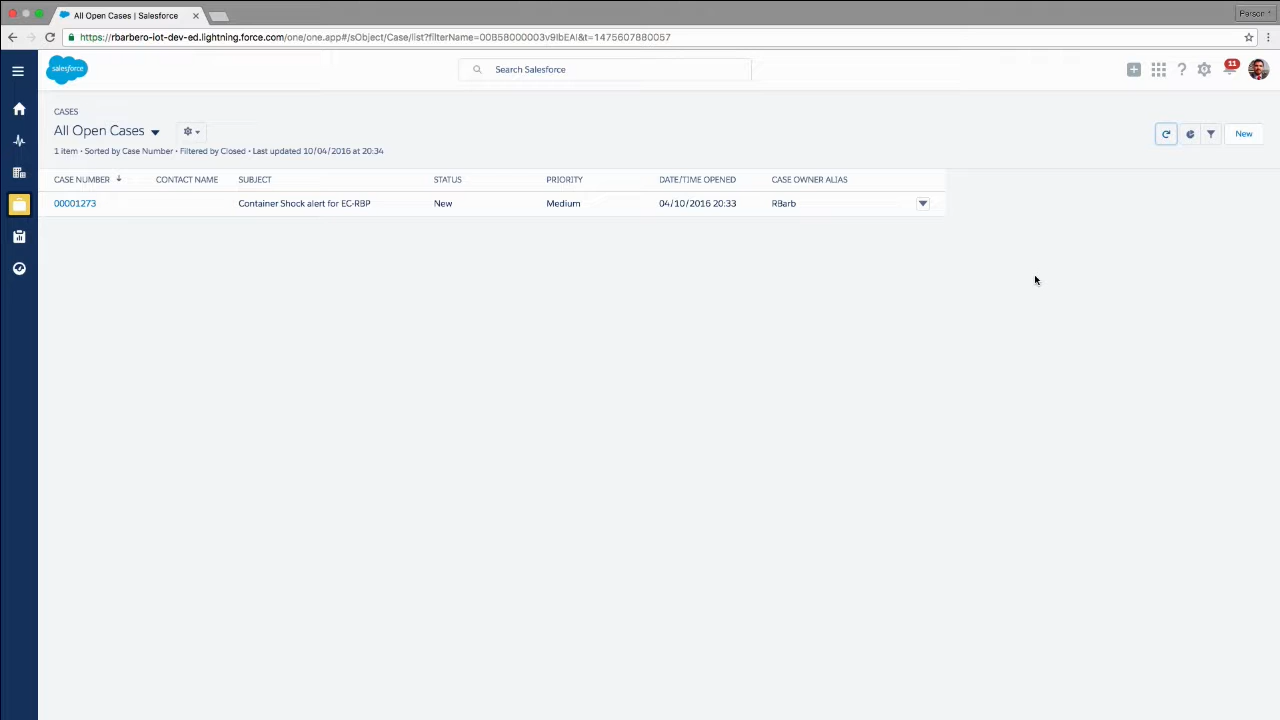 All Open Cases | Salesforce
Person
https://rbarbero-iot-dev-ed.lightning.force.com/one/one.app#/sObject/Case/list?filterName=00B58000003v9lbEAI&t=1475607880057
salesforce
Search Salesforce
11
CASES
All Open Cases
New
1 item • Sorted by Case Number • Filtered by Closed • Last updated 10/04/2016 at 20:34
CASE NUMBER CONTACT NAME SUBJECT STATUS PRIORITY DATE/TIME OPENED CASE OWNER ALIAS
00001273 Container Shock alert for EC-RBP New Medium 04/10/2016 20:33 RBarb